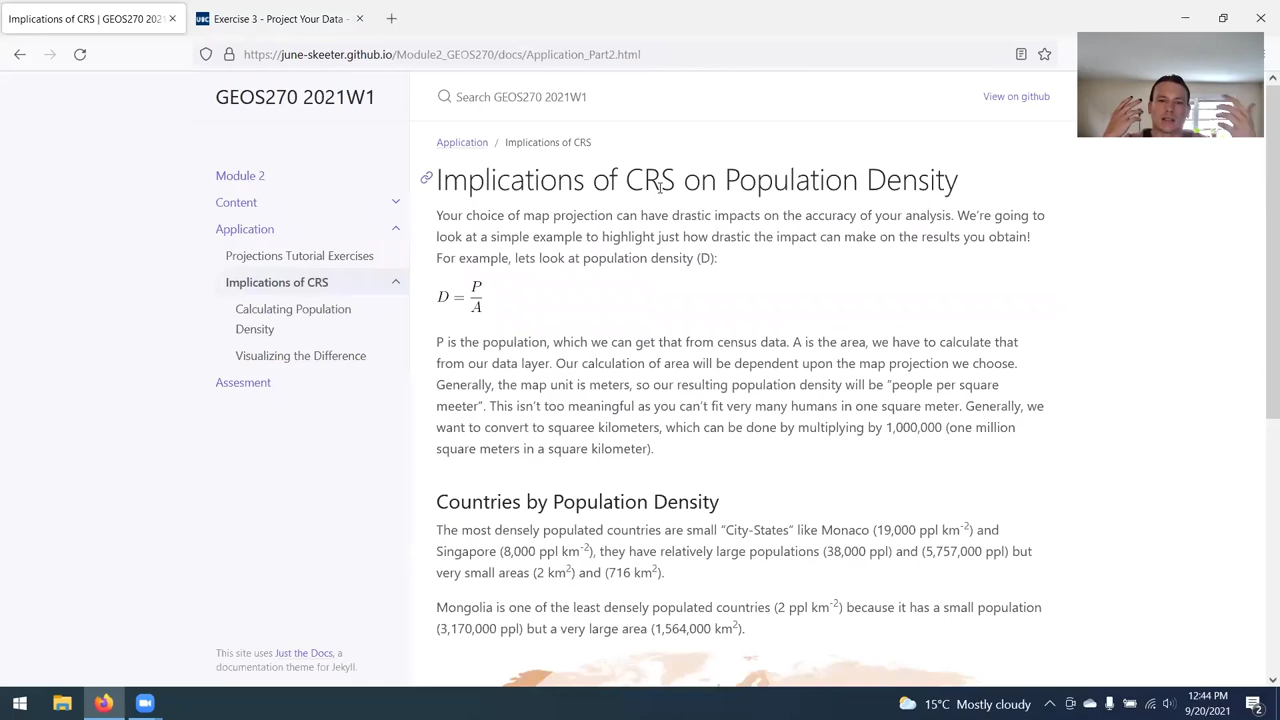 Implications of CRS | GEOS270 2021
Exercise 3 - Project Your Data -
https://june-skeeter.github.io/Module2_GEOS270/docs/Application_Part2.html
GEOS270 2021W1
Search GEOS270 2021W1
View on github
Module 2
Content
Application
Projections Tutorial Exercises
Implications of CRS
Calculating Population
Density
Visualizing the Difference
Assesment
This site uses Just the Docs, a
documentation theme for Jekyll.
Application / Implications of CRS
Implications of CRS on Population Density
Your choice of map projection can have drastic impacts on the accuracy of your analysis. We’re going to
look at a simple example to highlight just how drastic the impact can make on the results you obtain!
For example, lets look at population density (D):
D = P/A
P is the population, which we can get that from census data. A is the area, we have to calculate that
from our data layer. Our calculation of area will be dependent upon the map projection we choose.
Generally, the map unit is meters, so our resulting population density will be “people per square
meeter”. This isn’t too meaningful as you can’t fit very many humans in one square meter. Generally, we
want to convert to squaree kilometers, which can be done by multiplying by 1,000,000 (one million
square meters in a square kilometer).
Countries by Population Density
The most densely populated countries are small “City-States” like Monaco (19,000 ppl km⁻²) and
Singapore (8,000 ppl km⁻²), they have relatively large populations (38,000 ppl) and (5,757,000 ppl) but
very small areas (2 km²) and (716 km²).
Mongolia is one of the least densely populated countries (2 ppl km⁻²) because it has a small population
(3,170,000 ppl) but a very large area (1,564,000 km²).
15°C Mostly cloudy
12:44 PM
9/20/2021
2